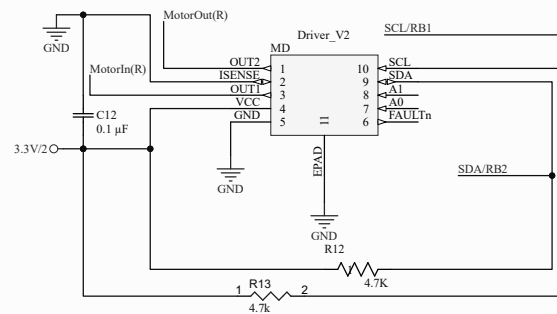 MotorOut(R)
Driver_V2
SCL/RB1
GND
MD
MotorIn(R)
OUT2 1 10 SCL
ISENSE 2 9 SDA
OUT1 3 8 A1
VCC 4 7 A0
GND 5 11 6 FAULTn
C12
0.1 µF
3.3V/2
EPAD
SDA/RB2
GND
GND
R12
1
4.7K
R13
1 2
4.7k